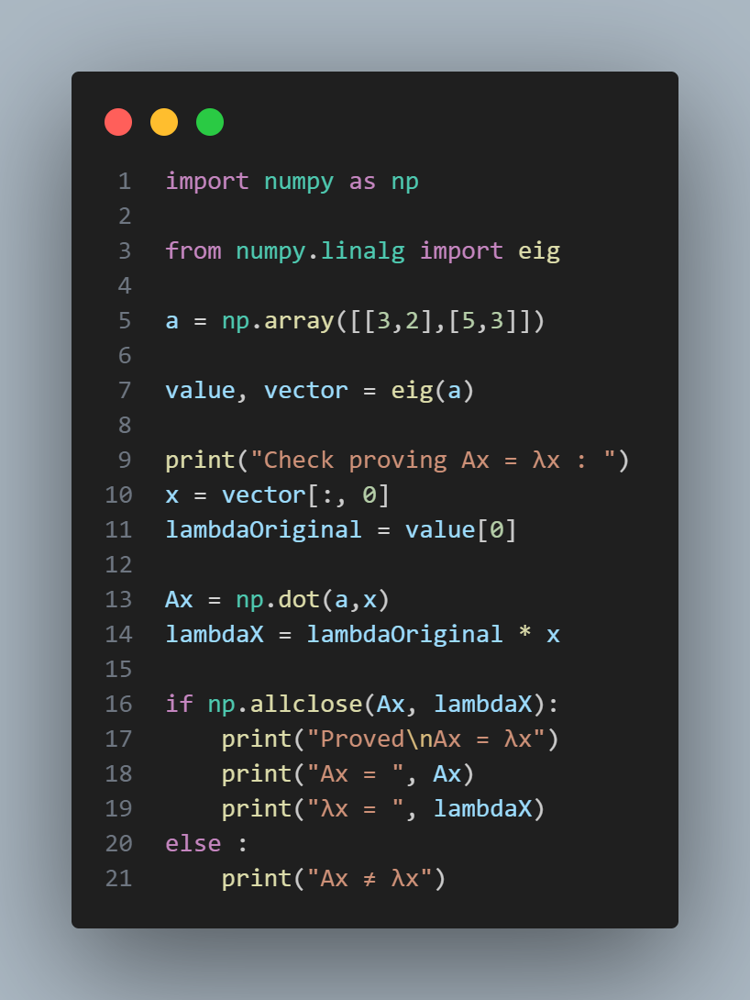 1 import numpy as np
2
3 from numpy.linalg import eig
4
5 a = np.array([[3,2],[5,3]])
6
7 value, vector = eig(a)
8
9 print("Check proving Ax = λx : ")
10 x = vector[:, 0]
11 lambdaOriginal = value[0]
12
13 Ax = np.dot(a,x)
14 lambdaX = lambdaOriginal * x
15
16 if np.allclose(Ax, lambdaX):
17     print("Proved\nAx = λx")
18     print("Ax = ", Ax)
19     print("λx = ", lambdaX)
20 else :
21     print("Ax ≠ λx")